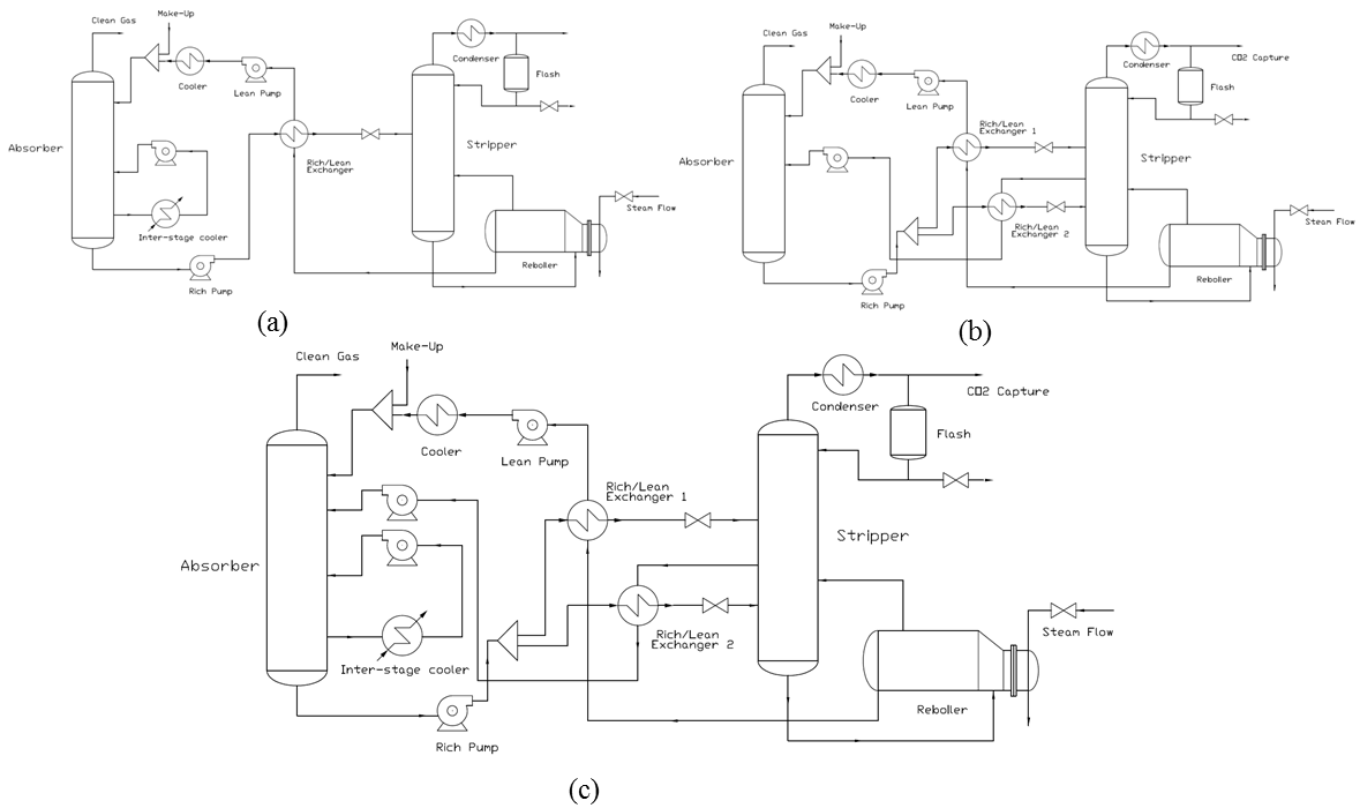 Clean Gas
Make-Up
Cooler
Lean Pump
Condenser
Flash
Absorber
Rich/Lean
Exchanger
Stripper
Inter-stage cooler
Rich Pump
Steam Flow
Reboiler
(a)
Clean Gas
Make-Up
Cooler
Lean Pump
Condenser
CO2 Capture
Flash
Rich/Lean
Exchanger 1
Absorber
Stripper
Rich/Lean
Exchanger 2
Steam Flow
Rich Pump
Reboiler
(b)
Clean Gas
Make-Up
Cooler
Lean Pump
Condenser
CO2 Capture
Flash
Rich/Lean
Exchanger 1
Stripper
Absorber
Rich/Lean
Exchanger 2
Steam Flow
Inter-stage cooler
Rich Pump
Reboiler
(c)